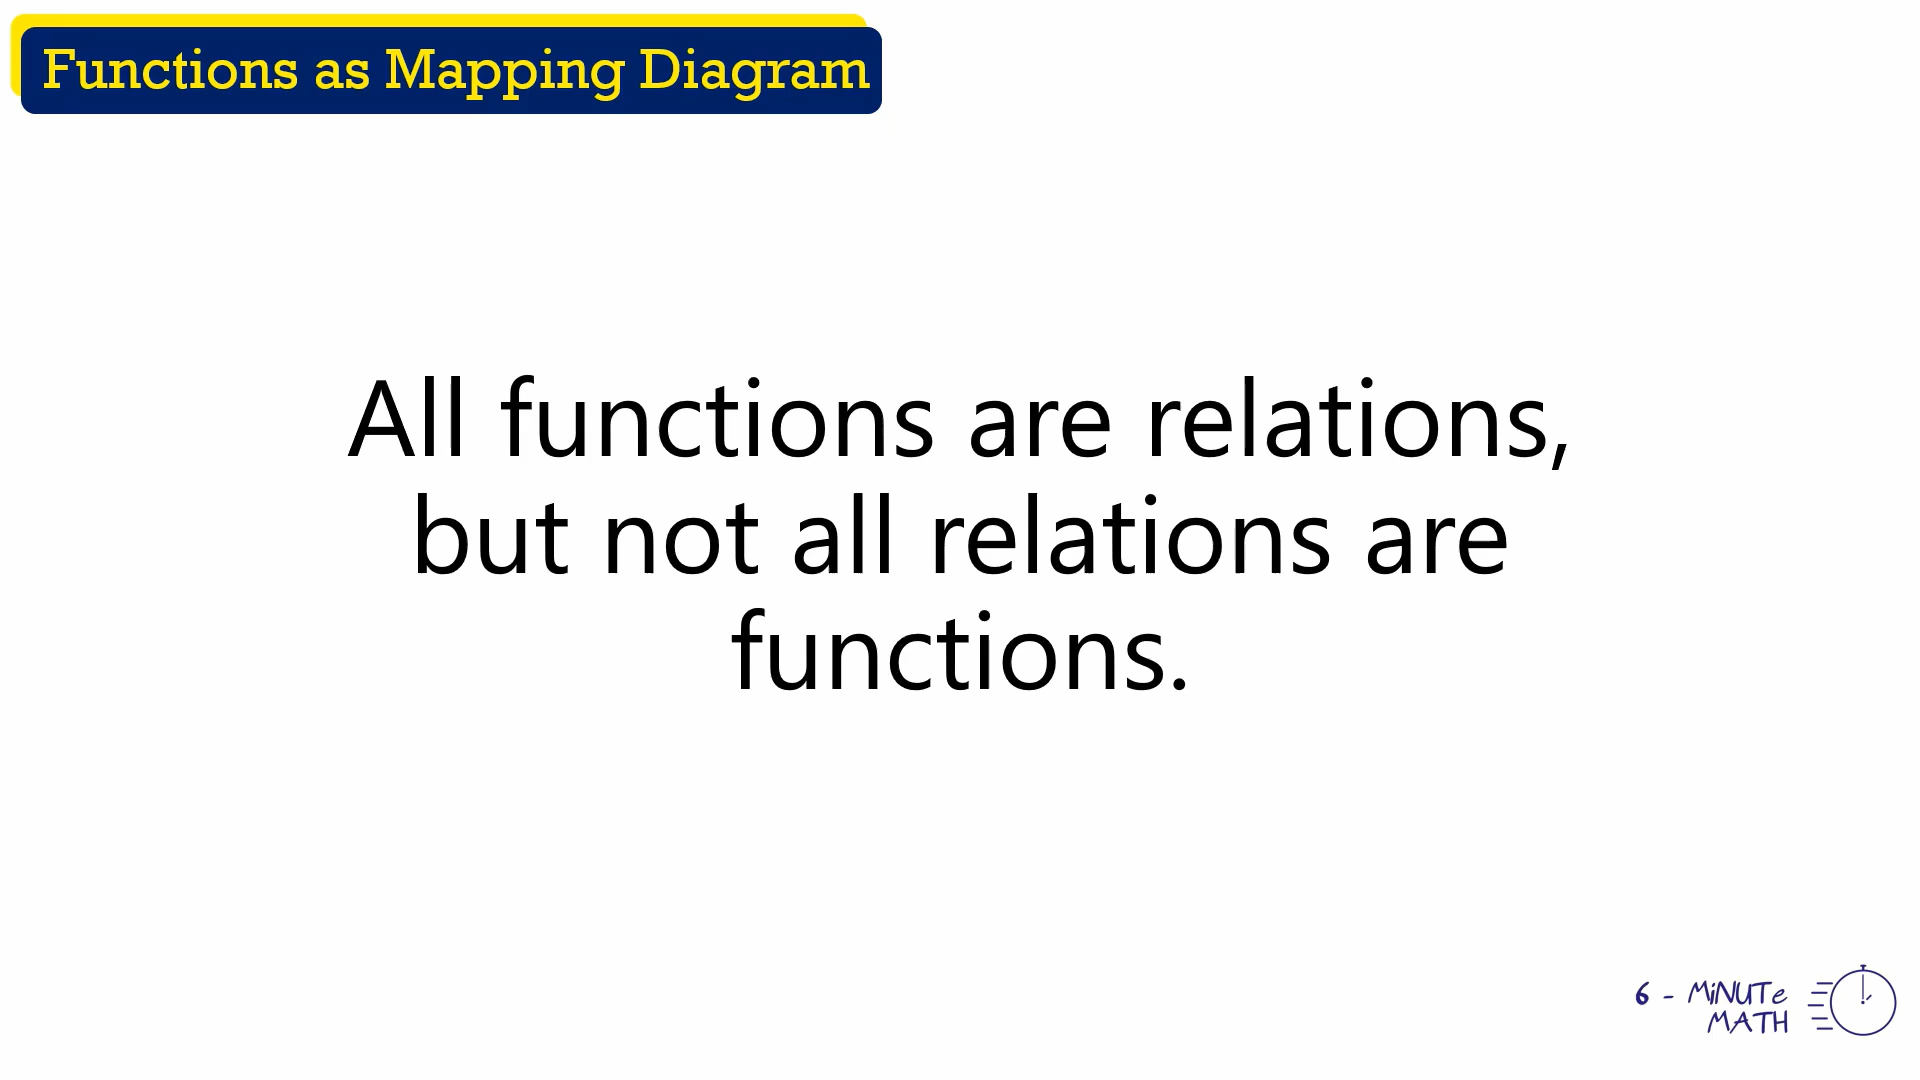 Functions as Mapping Diagram
All functions are relations,
but not all relations are
functions.
6 - MiNUTe
MATH